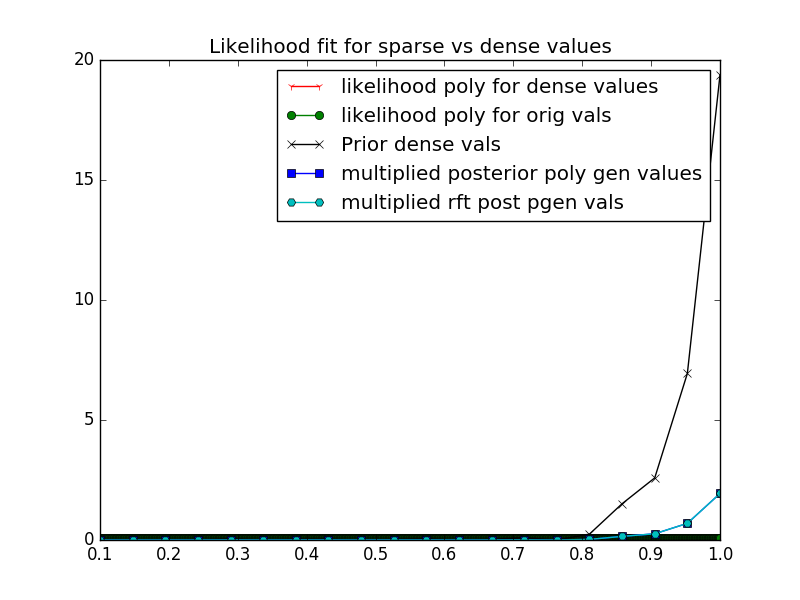 Likelihood fit for sparse vs dense values
20
likelihood poly for dense values
likelihood poly for orig vals
Prior dense vals
multiplied posterior poly gen values
multiplied rft post pgen vals
15
10
5
0
0.1 0.2 0.3 0.4 0.5 0.6 0.7 0.8 0.9 1.0